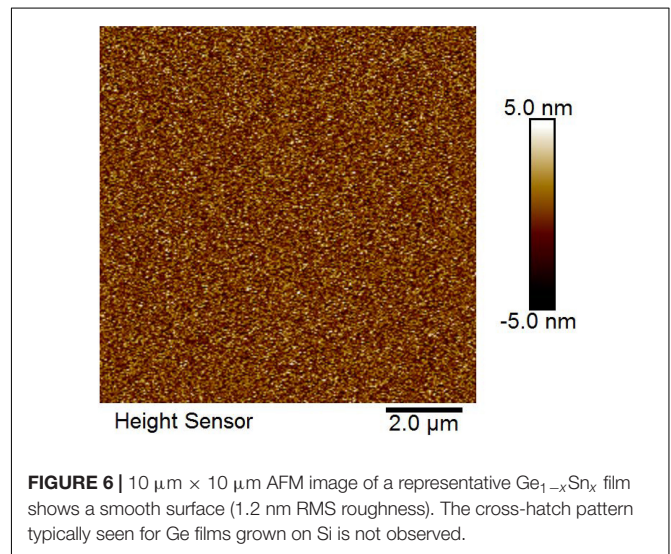 5.0 nm
-5.0 nm
Height Sensor
2.0 μm
FIGURE 6 | 10 μm × 10 μm AFM image of a representative Ge₁₋ₓSnₓ film
shows a smooth surface (1.2 nm RMS roughness). The cross-hatch pattern
typically seen for Ge films grown on Si is not observed.